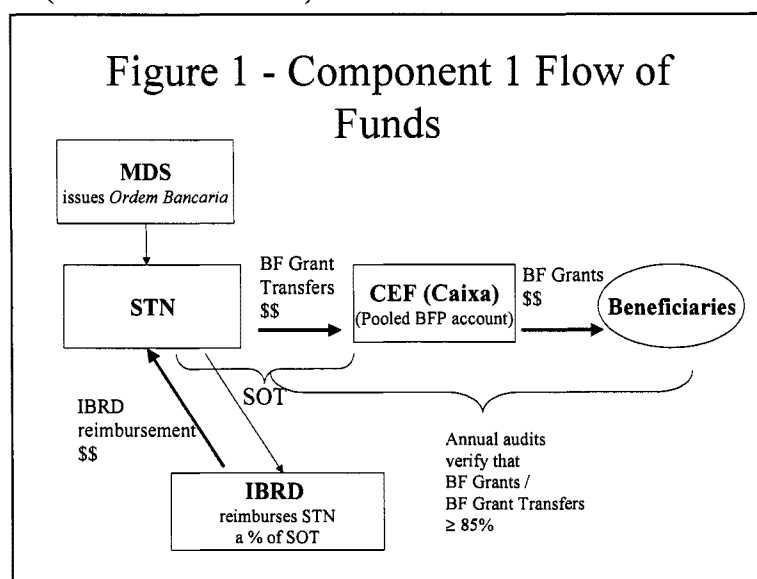 Figure 1 - Component 1 Flow of
Funds
MDS
issues Ordem Bancaria
STN
BF Grant
Transfers
$$
CEF (Caixa)
(Pooled BFP account)
BF Grants
$$
Beneficiaries
SOT
IBRD
reimbursement
$$
IBRD
reimburses STN
a % of SOT
Annual audits
verify that
BF Grants /
BF Grant Transfers
≥ 85%